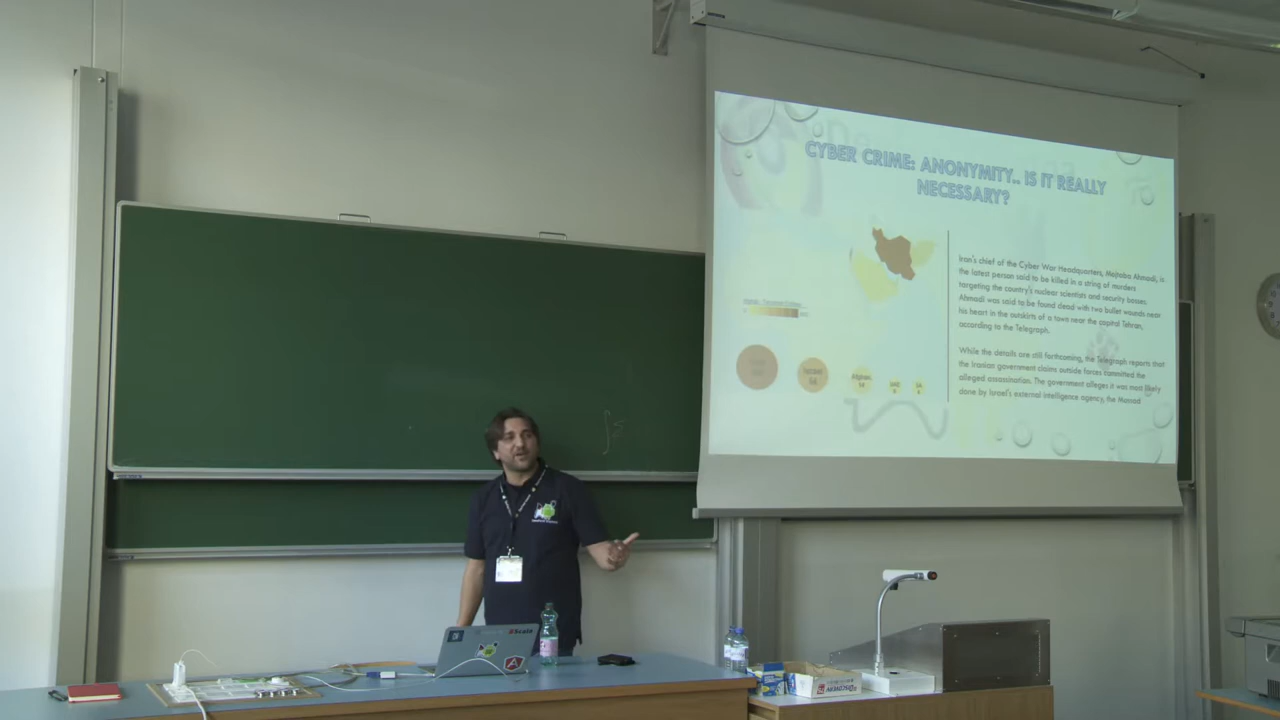 CYBER CRIME: ANONYMITY.. IS IT REALLY
NECESSARY?
Iran's chief of the Cyber War Headquarters, Mojtaba Ahmadi, is
the latest person said to be killed in a string of murders
targeting the country's nuclear scientists and security bosses.
Ahmadi was said to be found dead with two bullet wounds near
his heart in the outskirts of a town near the capital Tehran,
according to the Telegraph.
While the details are still forthcoming, the Telegraph reports that
the Iranian government claims outside forces committed the
alleged assassination. The government alleges it was most likely
done by Israel's external intelligence agency, the Mossad
Israel
Afghan
Scala
A